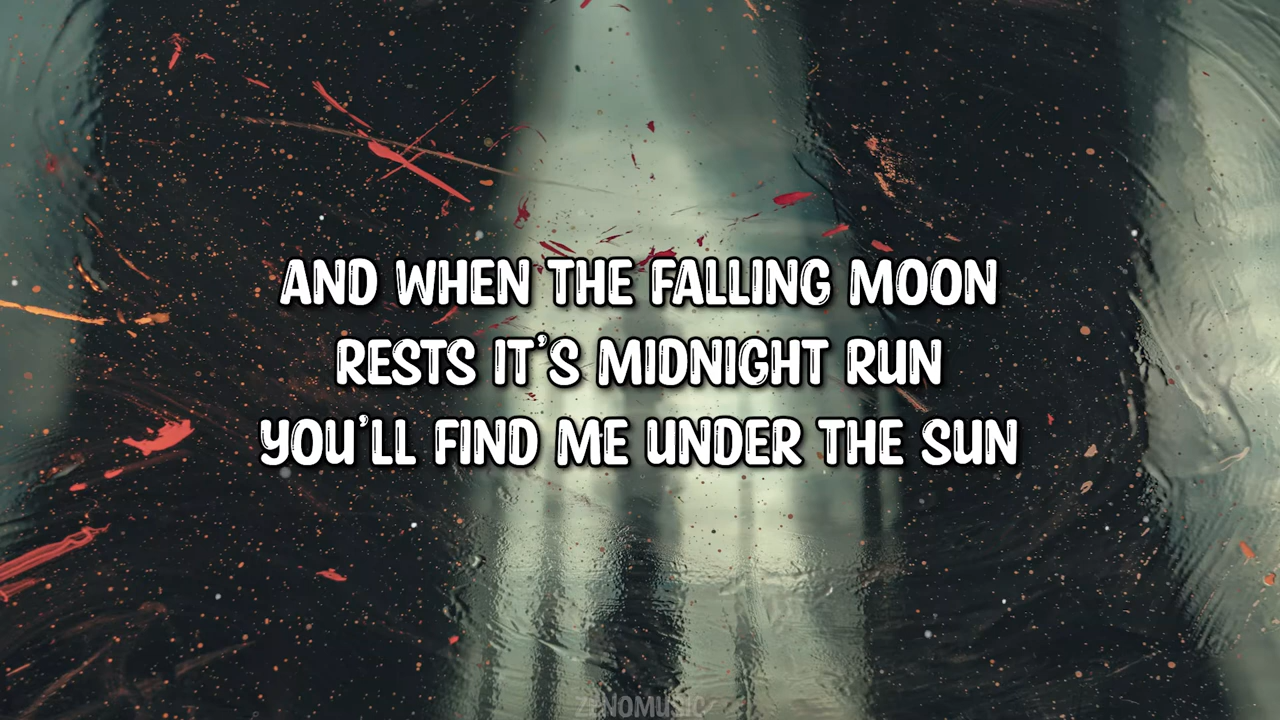 AND WHEN THE FALLING MOON
RESTS IT'S MIDNIGHT RUN
YOU'LL FIND ME UNDER THE SUN
ZENOMUSIC